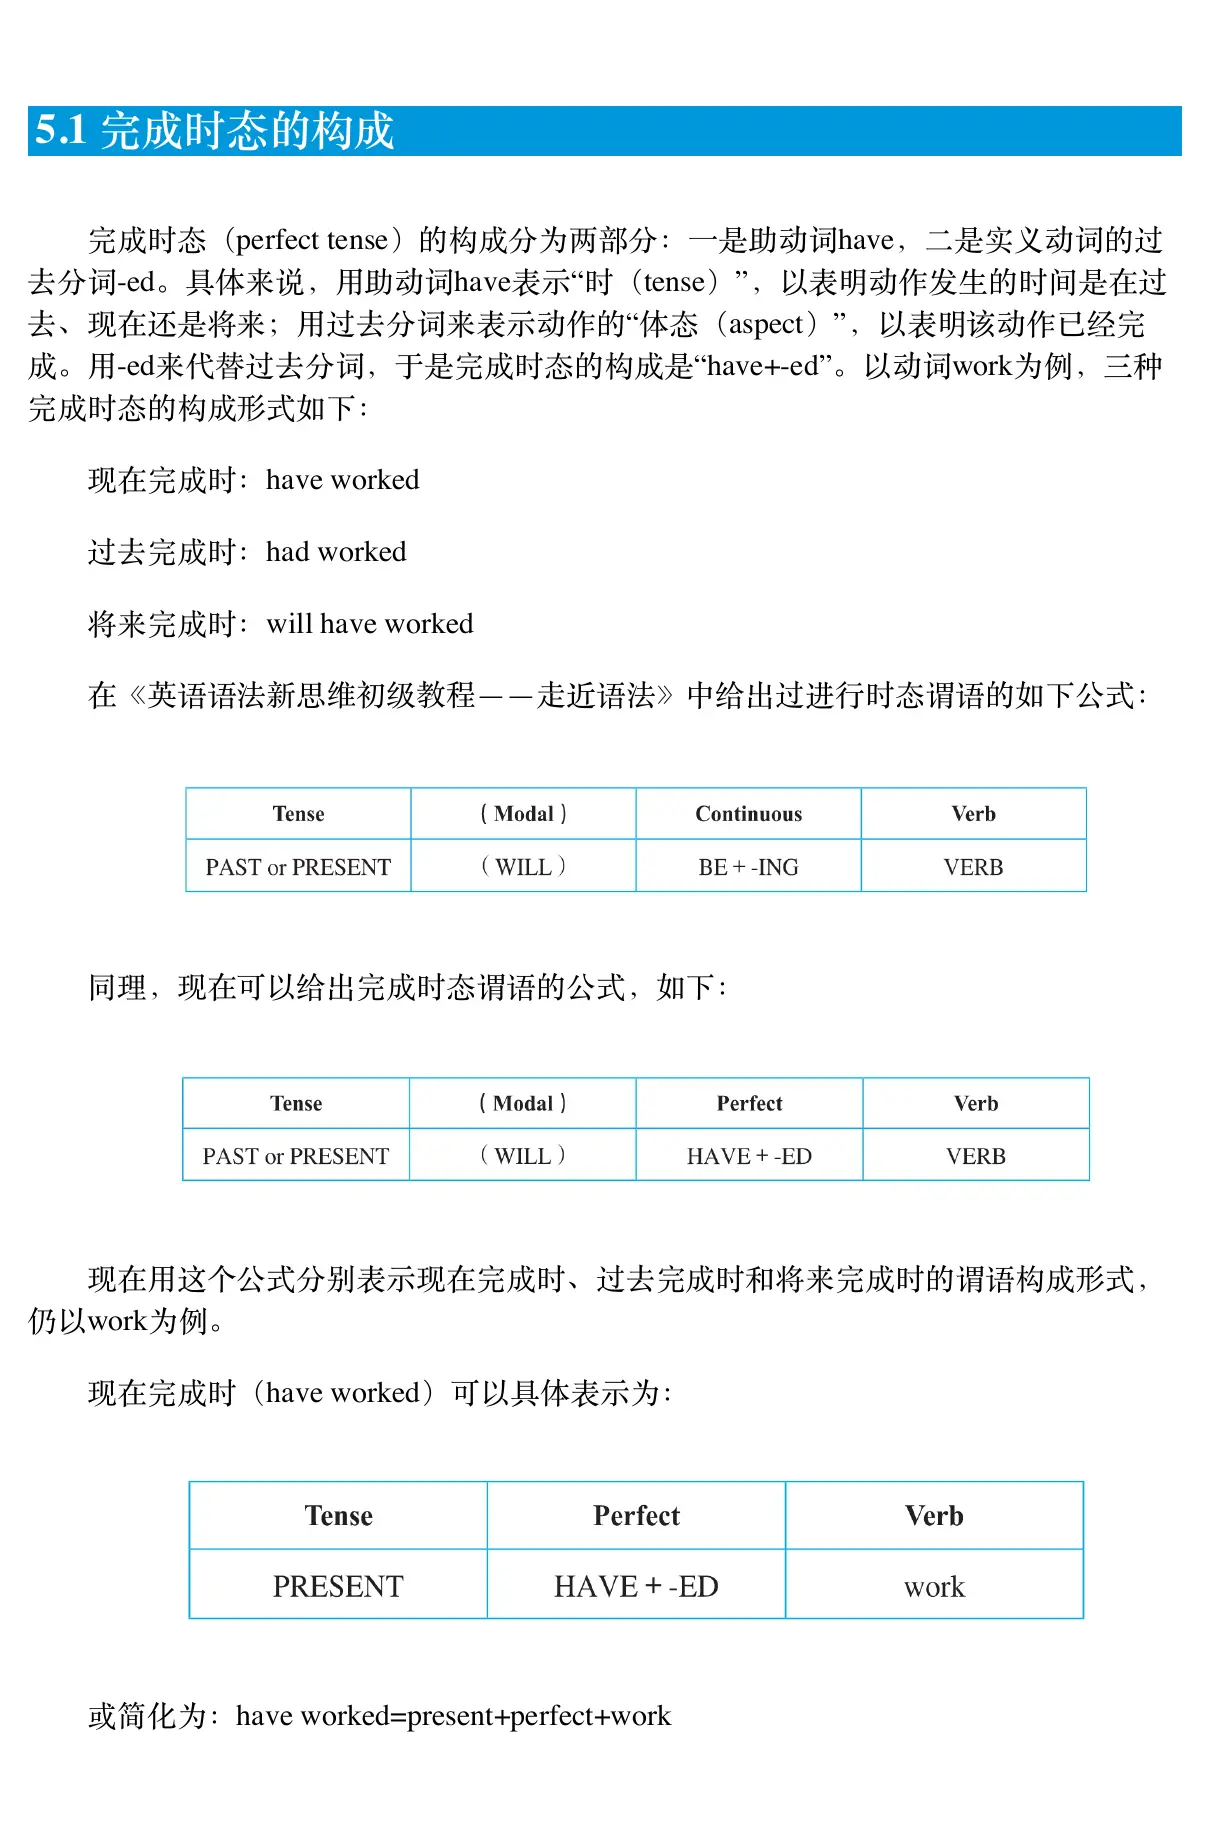 5.1 完成时态的构成
完成时态（perfect tense）的构成分为两部分：一是助动词have，二是实义动词的过
去分词-ed。具体来说，用助动词have表示“时（tense）”，以表明动作发生的时间是在过
去、现在还是将来；用过去分词来表示动作的“体态（aspect）”，以表明该动作已经完
成。用-ed来代替过去分词，于是完成时态的构成是“have+-ed”。以动词work为例，三种
完成时态的构成形式如下：
现在完成时：have worked
过去完成时：had worked
将来完成时：will have worked
在《英语语法新思维初级教程——走近语法》中给出过进行时态谓语的如下公式：
Tense （Modal） Continuous Verb
PAST or PRESENT （WILL） BE＋-ING VERB
同理，现在可以给出完成时态谓语的公式，如下：
Tense （Modal） Perfect Verb
PAST or PRESENT （WILL） HAVE＋-ED VERB
现在用这个公式分别表示现在完成时、过去完成时和将来完成时的谓语构成形式，
仍以work为例。
现在完成时（have worked）可以具体表示为：
Tense Perfect Verb
PRESENT HAVE＋-ED work
或简化为：have worked=present+perfect+work